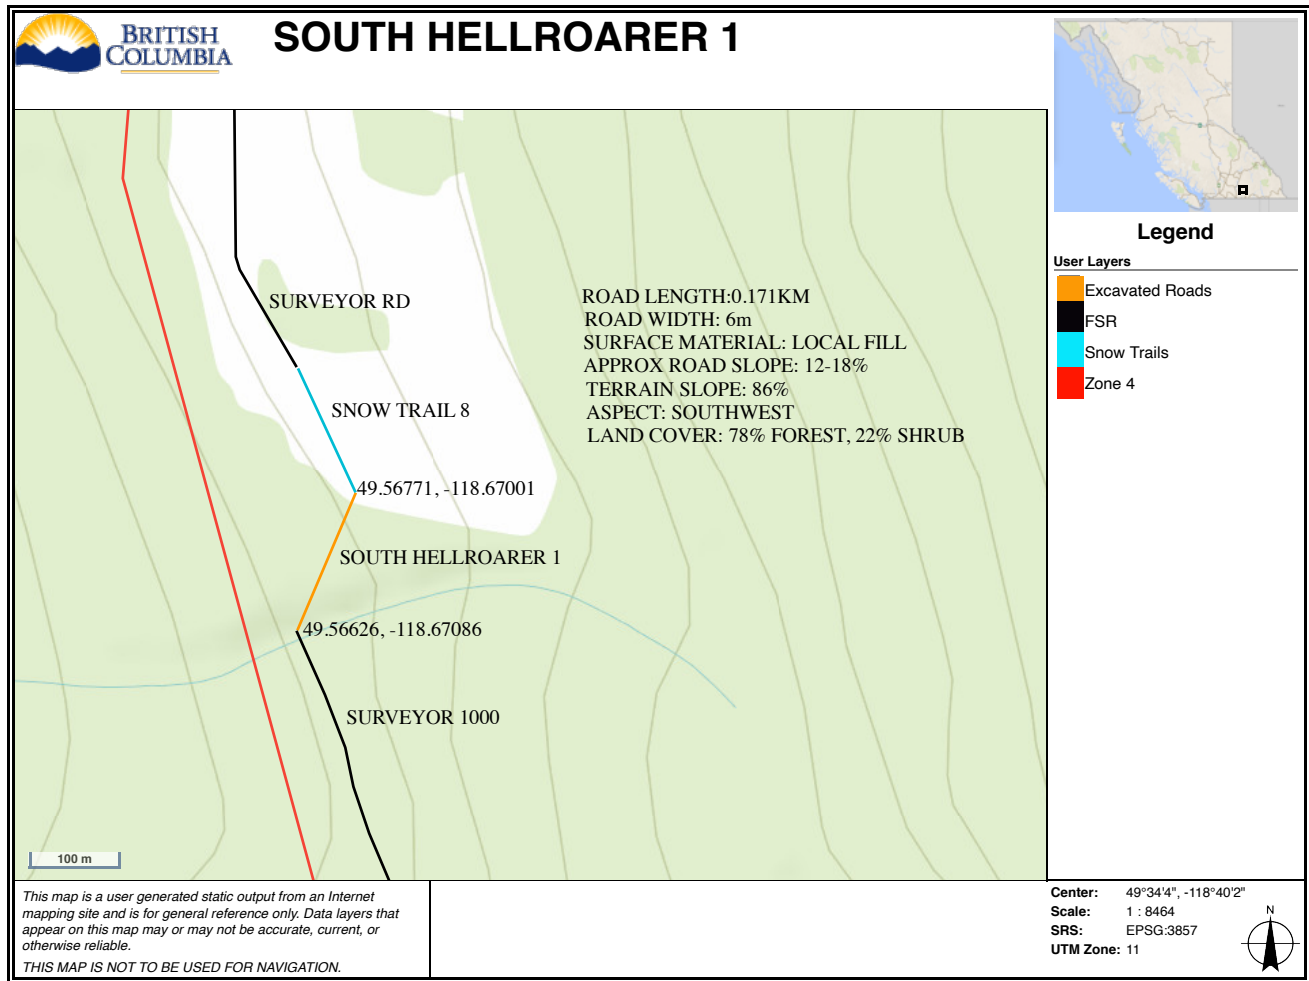 BRITISH
COLUMBIA
SOUTH HELLROARER 1
SURVEYOR RD
ROAD LENGTH:0.171KM
ROAD WIDTH: 6m
SURFACE MATERIAL: LOCAL FILL
APPROX ROAD SLOPE: 12-18%
TERRAIN SLOPE: 86%
ASPECT: SOUTHWEST
LAND COVER: 78% FOREST, 22% SHRUB
SNOW TRAIL 8
49.56771, -118.67001
SOUTH HELLROARER 1
49.56626, -118.67086
SURVEYOR 1000
100 m
Legend
User Layers
Excavated Roads
FSR
Snow Trails
Zone 4
This map is a user generated static output from an Internet
mapping site and is for general reference only. Data layers that
appear on this map may or may not be accurate, current, or
otherwise reliable.
THIS MAP IS NOT TO BE USED FOR NAVIGATION.
Center: 49°34'4", -118°40'2"
Scale: 1 : 8464
SRS: EPSG:3857
UTM Zone: 11
N